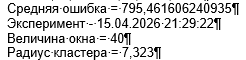 Средняя ошибка = 795,461606240935¶
Эксперимент - 15.04.2026 21:29:22¶
Величина окна = 40¶
Радиус кластера = 7,323¶